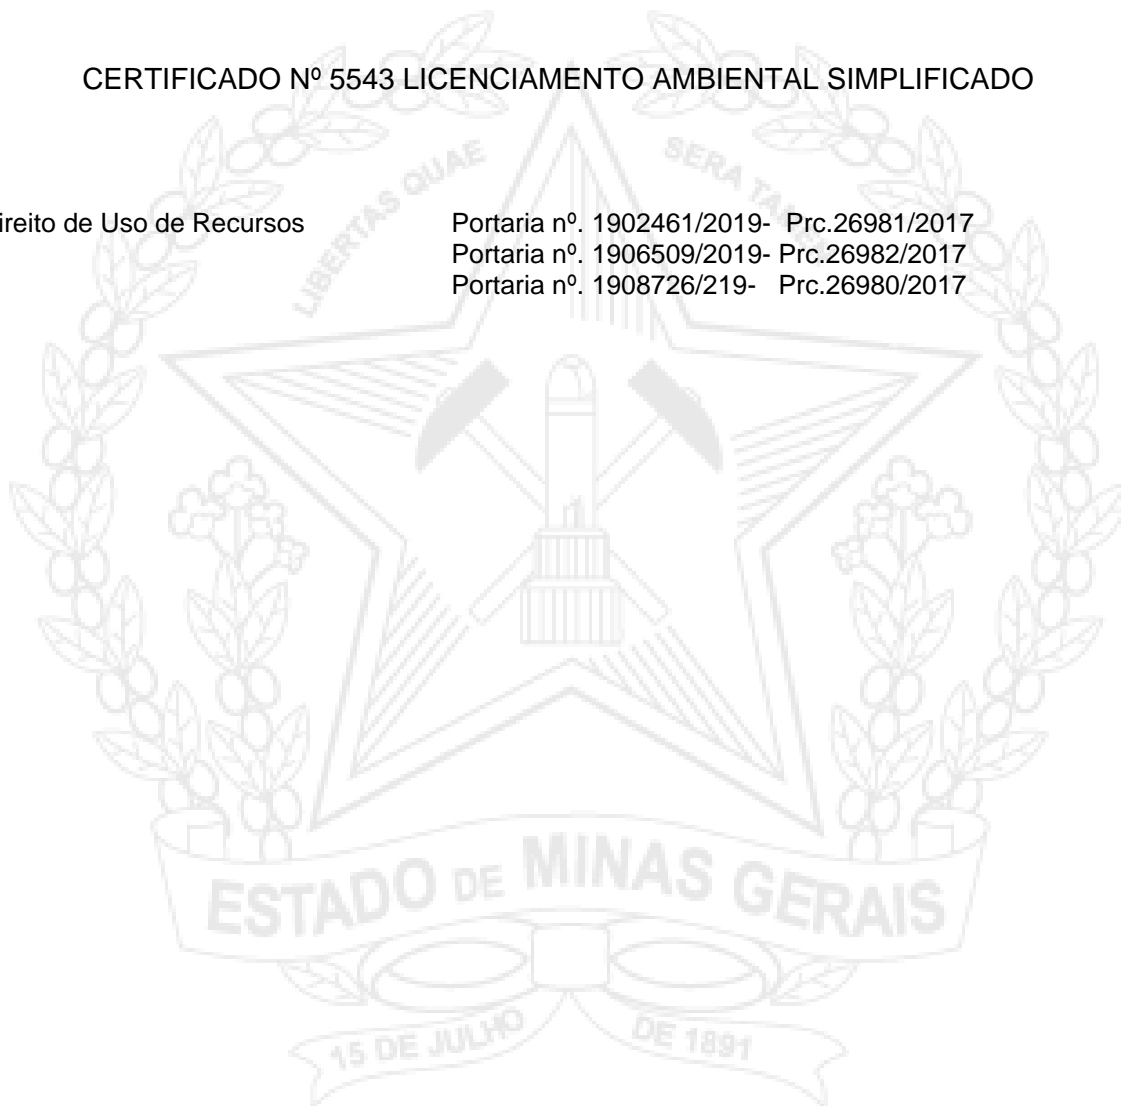 CERTIFICADO Nº 5543 LICENCIAMENTO AMBIENTAL SIMPLIFICADO
LIBERTAS QUAE SERA TAMEN
ireito de Uso de Recursos Portaria nº. 1902461/2019- Prc.26981/2017
Portaria nº. 1906509/2019- Prc.26982/2017
Portaria nº. 1908726/219- Prc.26980/2017
ESTADO DE MINAS GERAIS
15 DE JULHO DE 1891